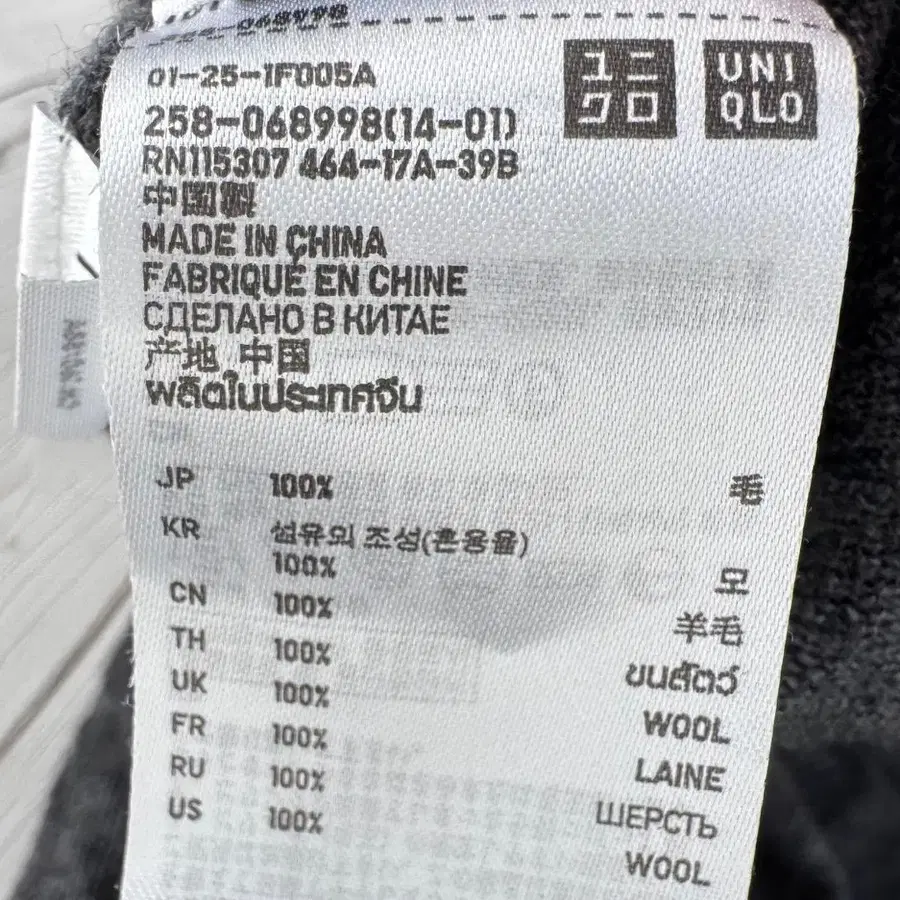 01-25-1F005A
258-068998(14-01)
RN115307 464-17A-39B
ユニ
クロ
UNI
QLO
中国製
MADE IN CHINA
FABRIQUÉ EN CHINE
СДЕЛАНО В КИТАЕ
产地 中国
ผลิตในประเทศจีน
JP 100% 毛
KR 섬유의 조성(혼용율)
100% 모
CN 100% 羊毛
TH 100% ขนสัตว์
UK 100% WOOL
FR 100% LAINE
RU 100% ШЕРСТЬ
US 100% WOOL